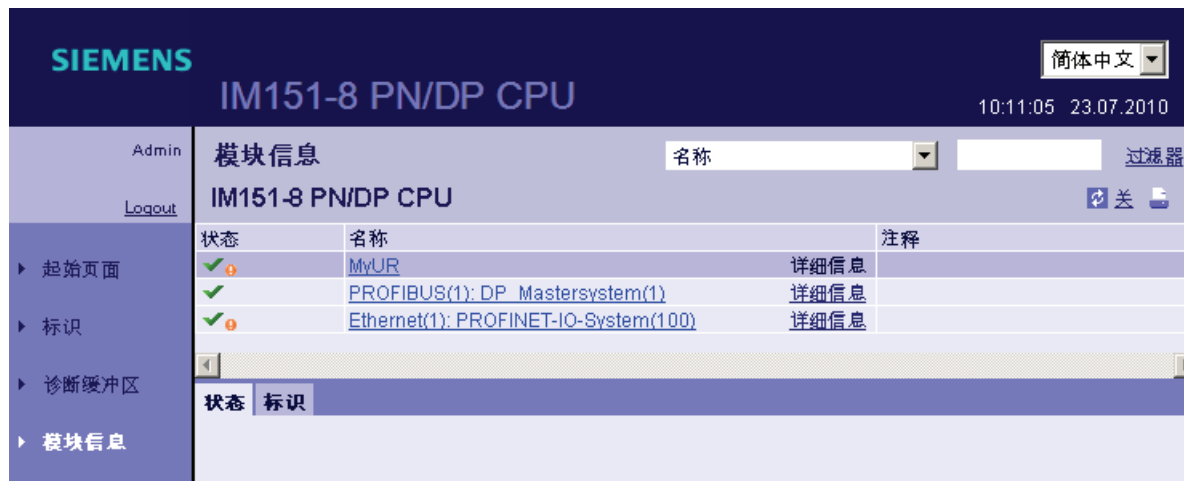 SIEMENS
简体中文
IM151-8 PN/DP CPU
10:11:05 23.07.2010
Admin
模块信息
名称
过滤器
Logout
IM151-8 PN/DP CPU
关
状态 名称 注释
起始页面
MyUR 详细信息
PROFIBUS(1): DP_Mastersystem(1) 详细信息
标识
Ethernet(1): PROFINET-IO-System(100) 详细信息
诊断缓冲区
状态 标识
模块信息